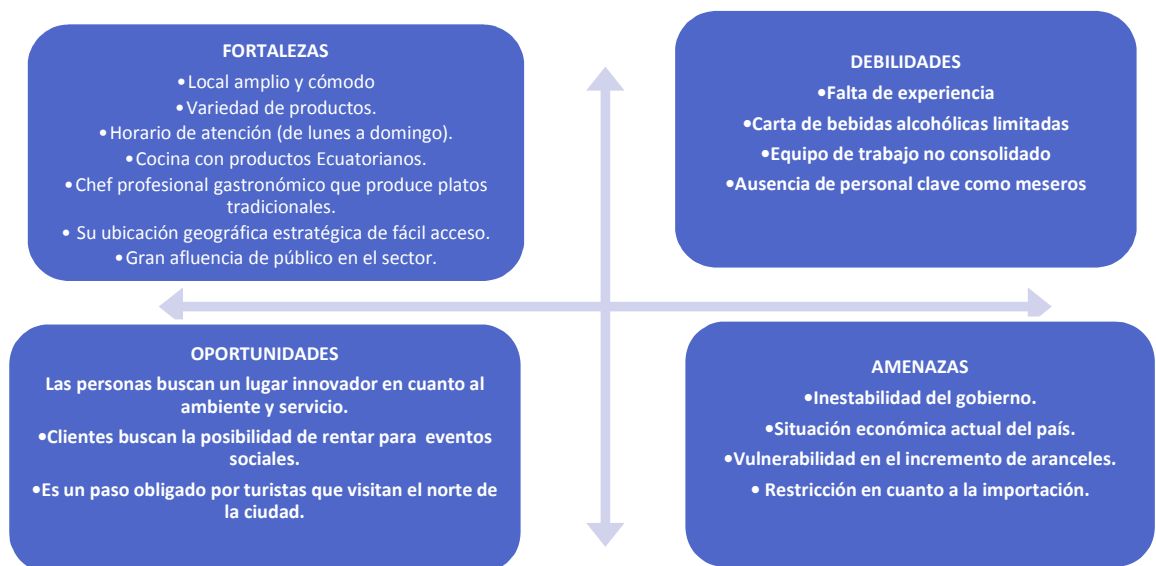 FORTALEZAS
•Local amplio y cómodo
•Variedad de productos.
•Horario de atención (de lunes a domingo).
•Cocina con productos Ecuatorianos.
•Chef profesional gastronómico que produce platos
tradicionales.
• Su ubicación geográfica estratégica de fácil acceso.
•Gran afluencia de público en el sector.
DEBILIDADES
•Falta de experiencia
•Carta de bebidas alcohólicas limitadas
•Equipo de trabajo no consolidado
•Ausencia de personal clave como meseros
OPORTUNIDADES
Las personas buscan un lugar innovador en cuanto al
ambiente y servicio.
•Clientes buscan la posibilidad de rentar para eventos
sociales.
•Es un paso obligado por turistas que visitan el norte de
la ciudad.
AMENAZAS
•Inestabilidad del gobierno.
•Situación económica actual del país.
•Vulnerabilidad en el incremento de aranceles.
• Restricción en cuanto a la importación.